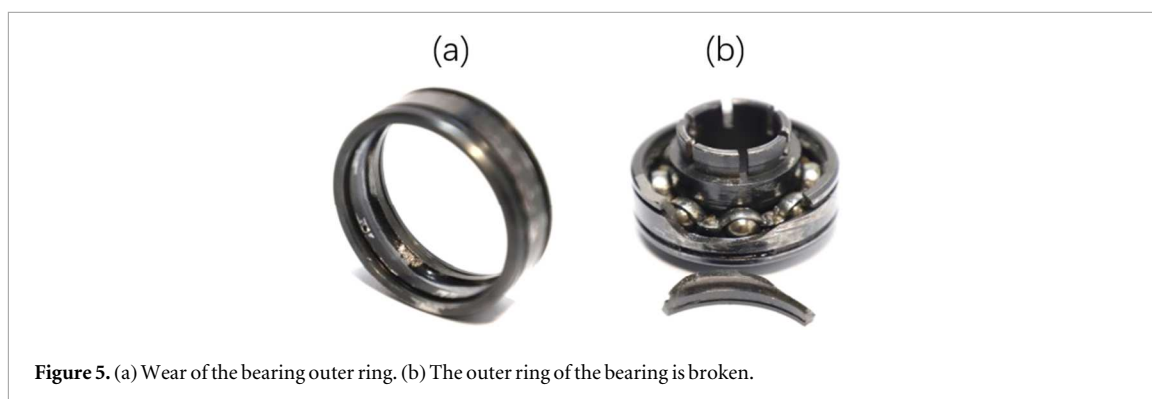 (a) (b)
Figure 5. (a) Wear of the bearing outer ring. (b) The outer ring of the bearing is broken.